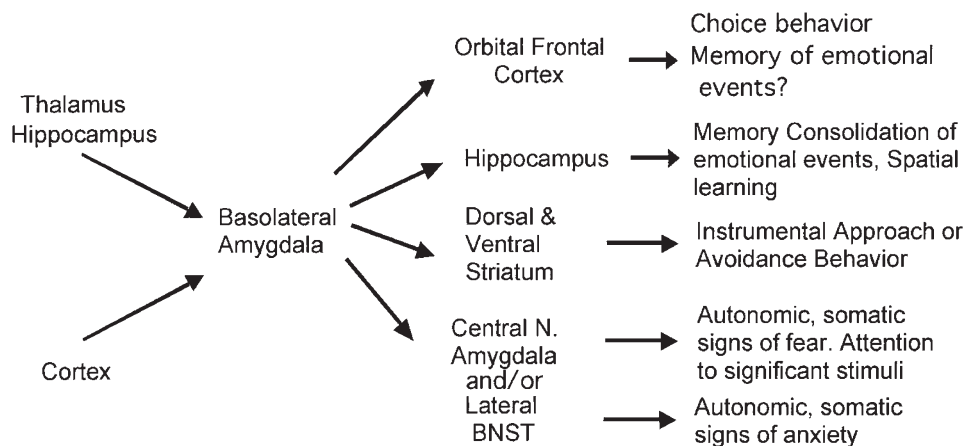 Thalamus
Hippocampus
Cortex
Basolateral
Amygdala
Orbital Frontal
Cortex
Choice behavior
Memory of emotional
events?
Hippocampus
Memory Consolidation of
emotional events, Spatial
learning
Dorsal &
Ventral
Striatum
Instrumental Approach or
Avoidance Behavior
Central N.
Amygdala
and/or
Lateral
BNST
Autonomic, somatic
signs of fear. Attention
to significant stimuli
Autonomic, somatic
signs of anxiety